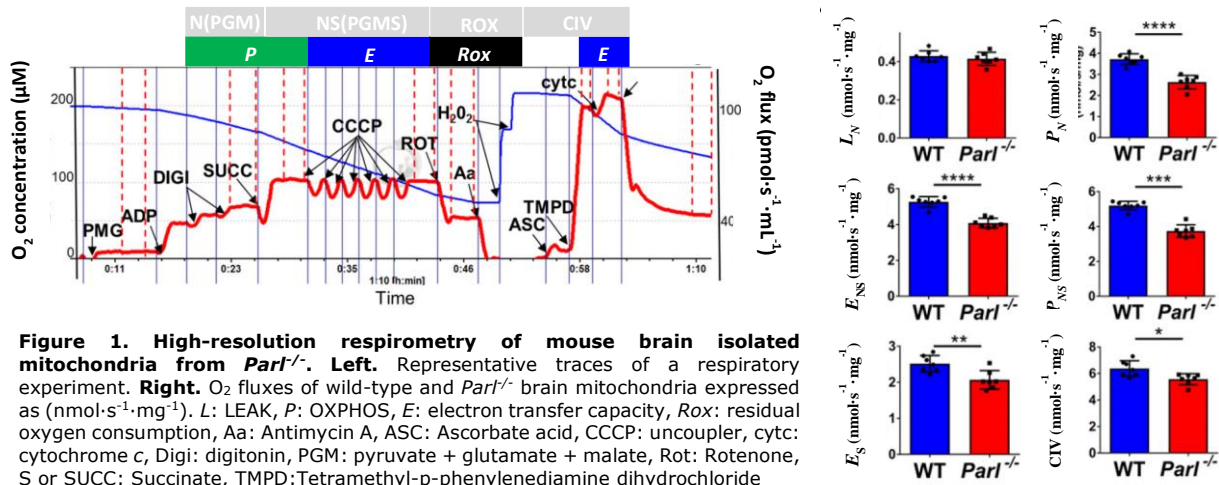 N(PGM) NS(PGMS) ROX CIV
P E Rox E
O2 concentration (µM)
200
100
0
PMG
ADP
DIGI
SUCC
CCCP
ROT
Aa
H202
ASC
TMPD
cytc
100
40
O2 flux (pmol·s-1·mL-1)
0:11 0:23 0:35 0:46 0:58 1:10
1:10 [h:min]
Time
Figure 1. High-resolution respirometry of mouse brain isolated
mitochondria from Parl-/-. Left. Representative traces of a respiratory
experiment. Right. O2 fluxes of wild-type and Parl-/- brain mitochondria expressed
as (nmol·s-1·mg-1). L: LEAK, P: OXPHOS, E: electron transfer capacity, Rox: residual
oxygen consumption, Aa: Antimycin A, ASC: Ascorbate acid, CCCP: uncoupler, cytc:
cytochrome c, Digi: digitonin, PGM: pyruvate + glutamate + malate, Rot: Rotenone,
S or SUCC: Succinate, TMPD:Tetramethyl-p-phenylenediamine dihydrochloride
LN (nmol·s-1·mg-1)
0.4
0.2
0.0
WT Parl-/-
PN (nmol·s-1·mg-1)
****
5
4
3
2
1
0
WT Parl-/-
ENS (nmol·s-1·mg-1)
****
6
4
2
0
WT Parl-/-
PNS (nmol·s-1·mg-1)
***
6
4
2
0
WT Parl-/-
ES (nmol·s-1·mg-1)
**
3
2
1
0
WT Parl-/-
CIV (nmol·s-1·mg-1)
*
8
6
4
2
0
WT Parl-/-